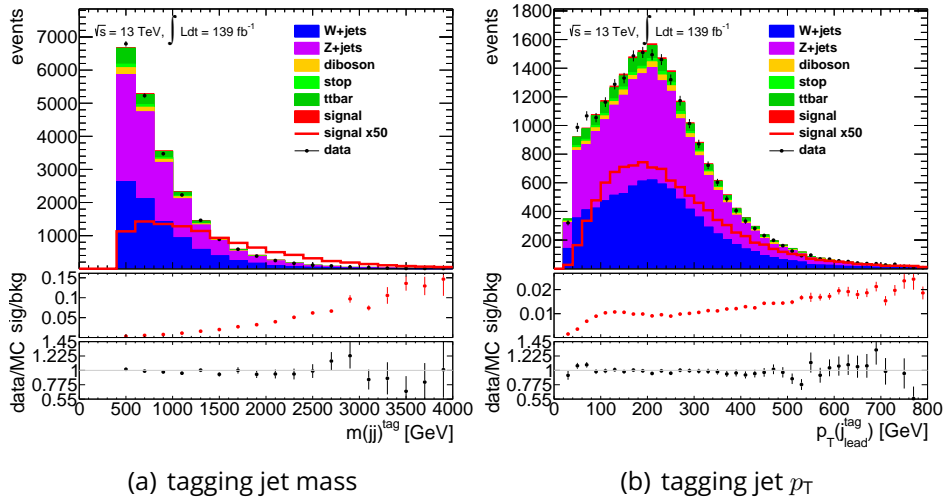 events
√s = 13 TeV, ∫ Ldt = 139 fb⁻¹
W+jets
Z+jets
diboson
stop
ttbar
signal
signal x50
data
7000
6000
5000
4000
3000
2000
1000
sig/bkg
0.15
0.10
0.05
data/MC
1.45
1.225
1
0.775
0.55
0 500 1000 1500 2000 2500 3000 3500 4000
m(jj)^tag [GeV]
(a) tagging jet mass
events
√s = 13 TeV, ∫ Ldt = 139 fb⁻¹
W+jets
Z+jets
diboson
stop
ttbar
signal
signal x50
data
1600
1400
1200
1000
800
600
400
200
sig/bkg
0.02
0.01
data/MC
1.45
1.225
1
0.775
0.55
0 100 200 300 400 500 600 700 800
p_T(j_lead^tag) [GeV]
(b) tagging jet p_T